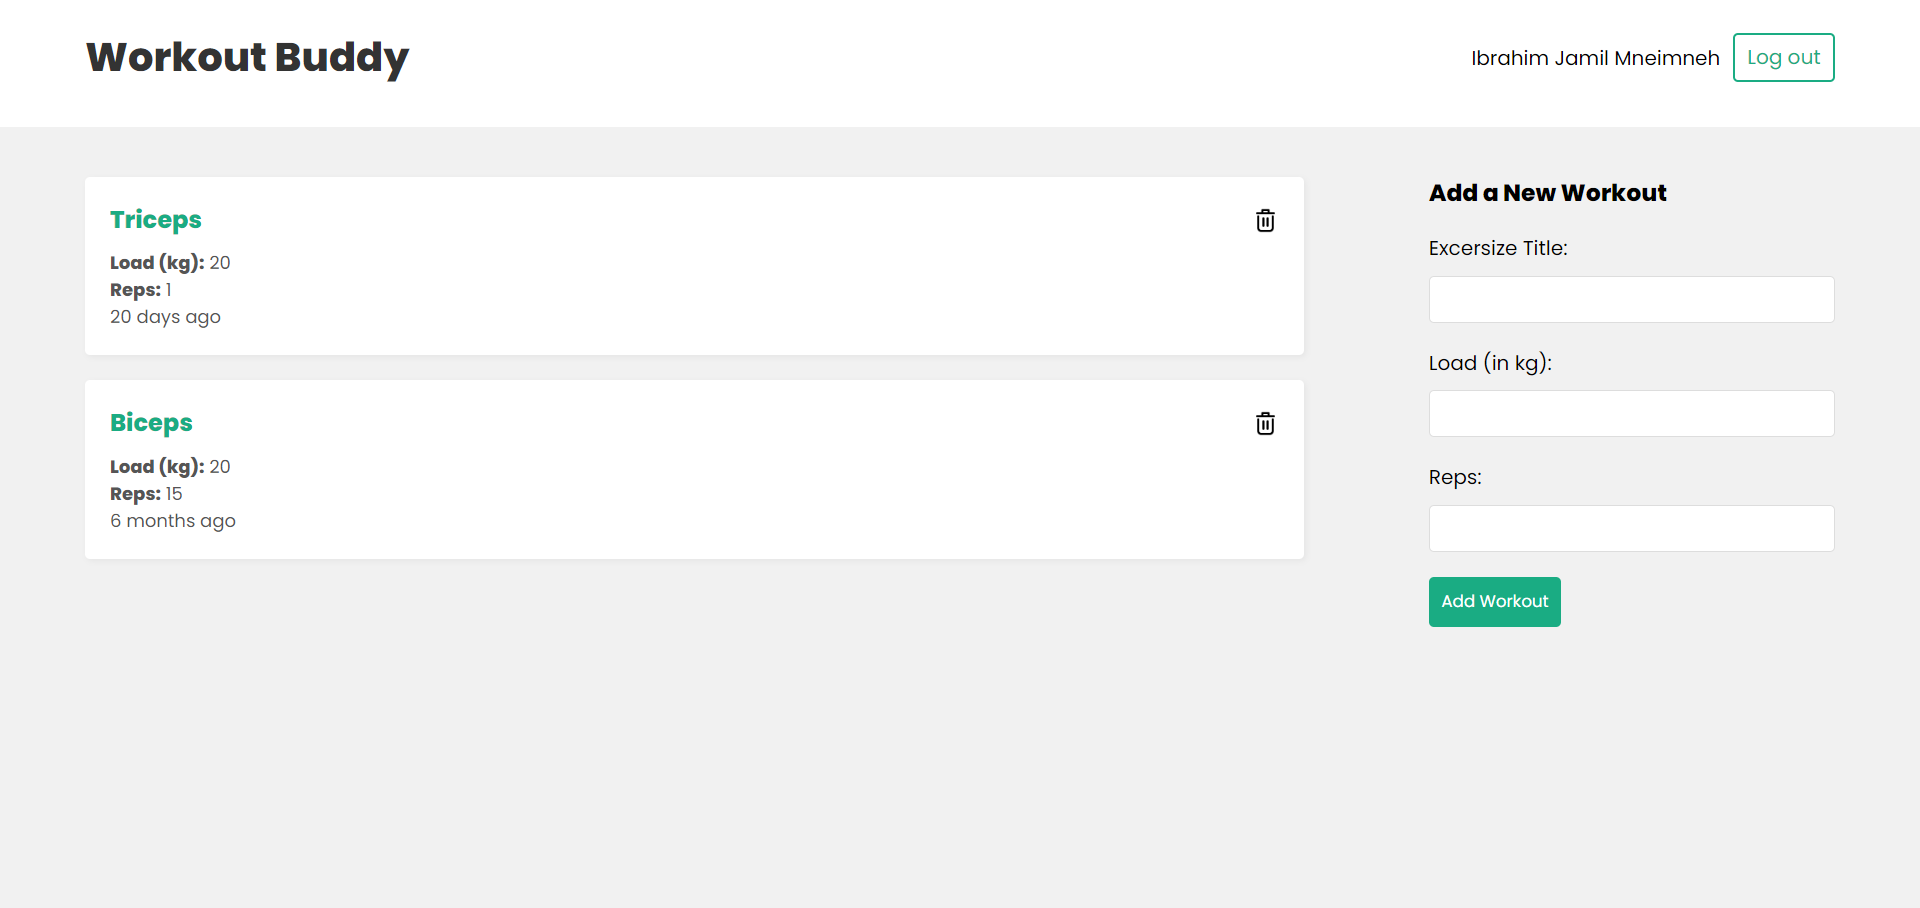 Workout Buddy
Ibrahim Jamil Mneimneh
Log out
Triceps
Load (kg): 20
Reps: 1
20 days ago
Biceps
Load (kg): 20
Reps: 15
6 months ago
Add a New Workout
Excersize Title:
Load (in kg):
Reps:
Add Workout